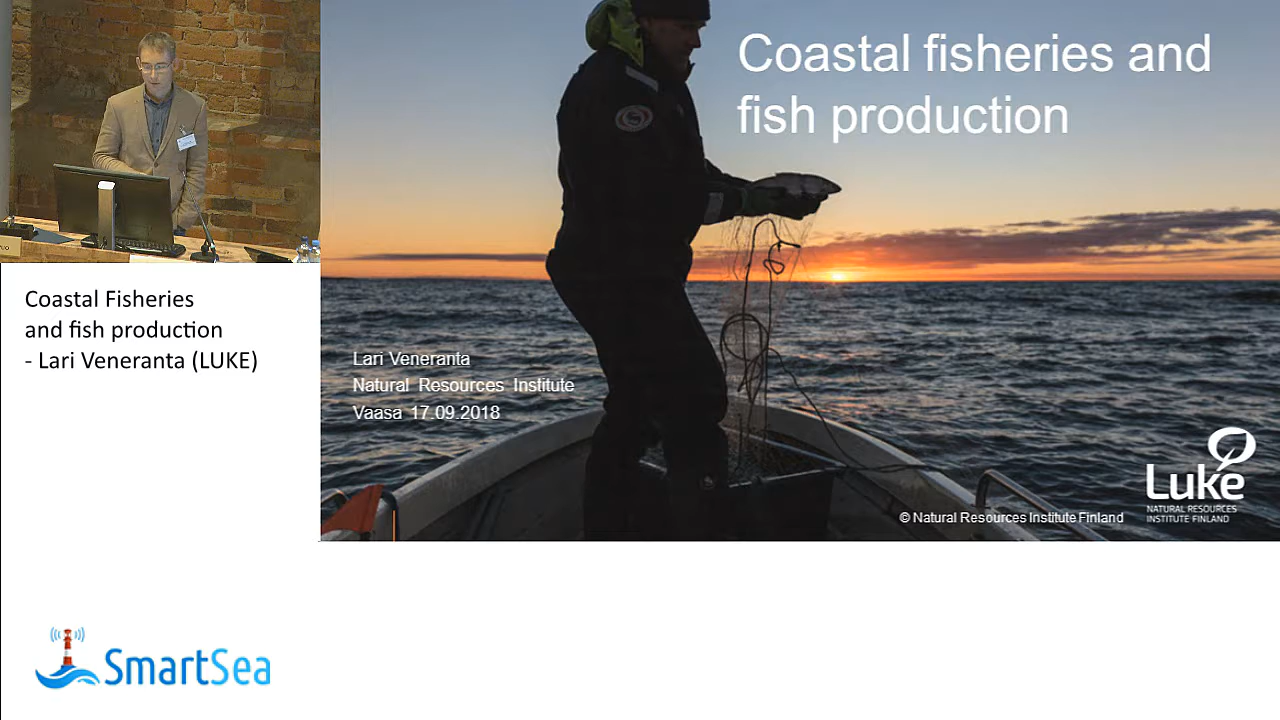 Coastal fisheries and
fish production
Lari Veneranta
Natural Resources Institute
Vaasa 17.09.2018
© Natural Resources Institute Finland
Luke
NATURAL RESOURCES
INSTITUTE FINLAND
Coastal Fisheries
and fish production
- Lari Veneranta (LUKE)
SmartSea